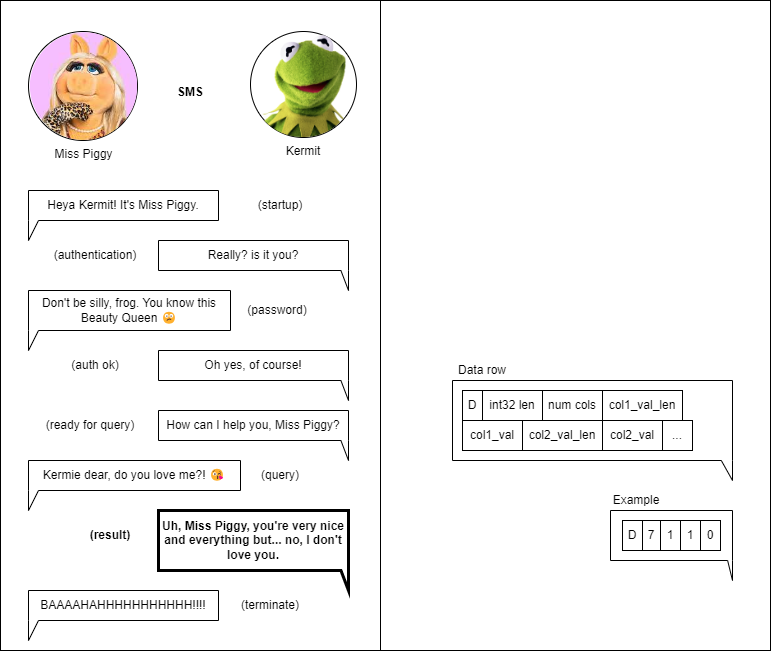 SMS
Miss Piggy
Kermit
Heya Kermit! It's Miss Piggy.
(startup)
(authentication)
Really? is it you?
Don't be silly, frog. You know this
Beauty Queen 😩
(password)
(auth ok)
Oh yes, of course!
(ready for query)
How can I help you, Miss Piggy?
Kermie dear, do you love me?! 😘
(query)
(result)
Uh, Miss Piggy, you're very nice
and everything but... no, I don't
love you.
BAAAAHAHHHHHHHHHHH!!!!
(terminate)
Data row
D int32 len num cols col1_val_len
col1_val col2_val_len col2_val ...
Example
D 7 1 1 0